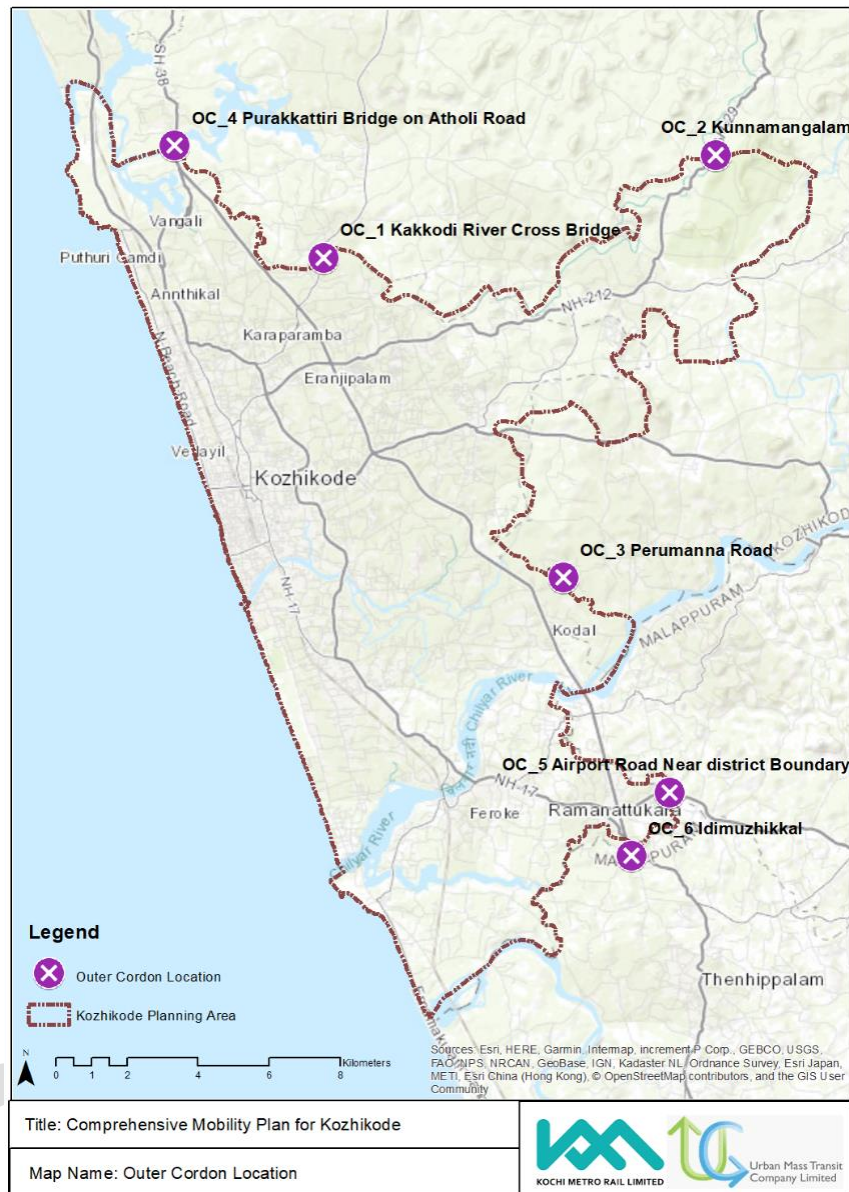 SH-38
OC_4 Purakkattiri Bridge on Atholi Road
OC_2 Kunnamangalam
Vangali
OC_1 Kakkodi River Cross Bridge
Puthuri Gamdi
Annthikal
NH-212
Karaparamba
N Beach Road
Eranjipalam
Vellayil
Kozhikode
KOZHIKOD
OC_3 Perumanna Road
NH-17
Kodal
MALAPPURAM
Chilyar River
OC_5 Airport Road Near district Boundary
NH-17
Feroke
Ramanattukara
OC_6 Idimuzhikkal
Chilyar River
Legend
Outer Cordon Location
Thenhippalam
Kozhikode Planning Area
N
0 1 2 4 6 8 Kilometers
Sources: Esri, HERE, Garmin, Intermap, increment P Corp., GEBCO, USGS,
FAO, NPS, NRCAN, GeoBase, IGN, Kadaster NL, Ordnance Survey, Esri Japan,
METI, Esri China (Hong Kong), © OpenStreetMap contributors, and the GIS User
Community
Title: Comprehensive Mobility Plan for Kozhikode
Map Name: Outer Cordon Location
KOCHI METRO RAIL LIMITED
Urban Mass Transit
Company Limited